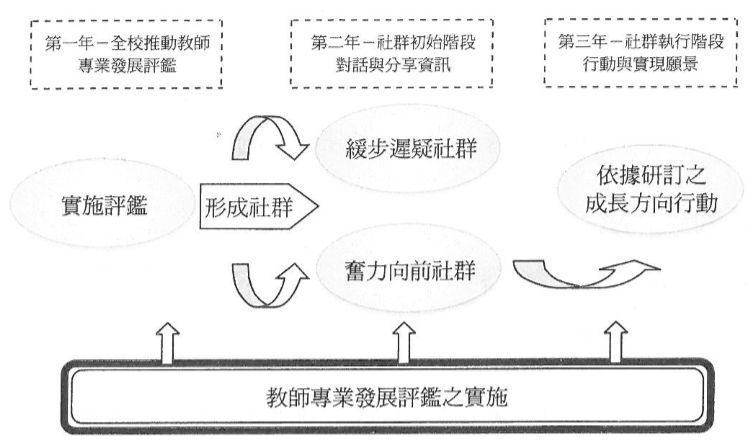 第一年－全校推動教師
專業發展評鑑
第二年－社群初始階段
對話與分享資訊
第三年－社群執行階段
行動與實現願景
緩步遲疑社群
實施評鑑
形成社群
依據研訂之
成長方向行動
奮力向前社群
教師專業發展評鑑之實施